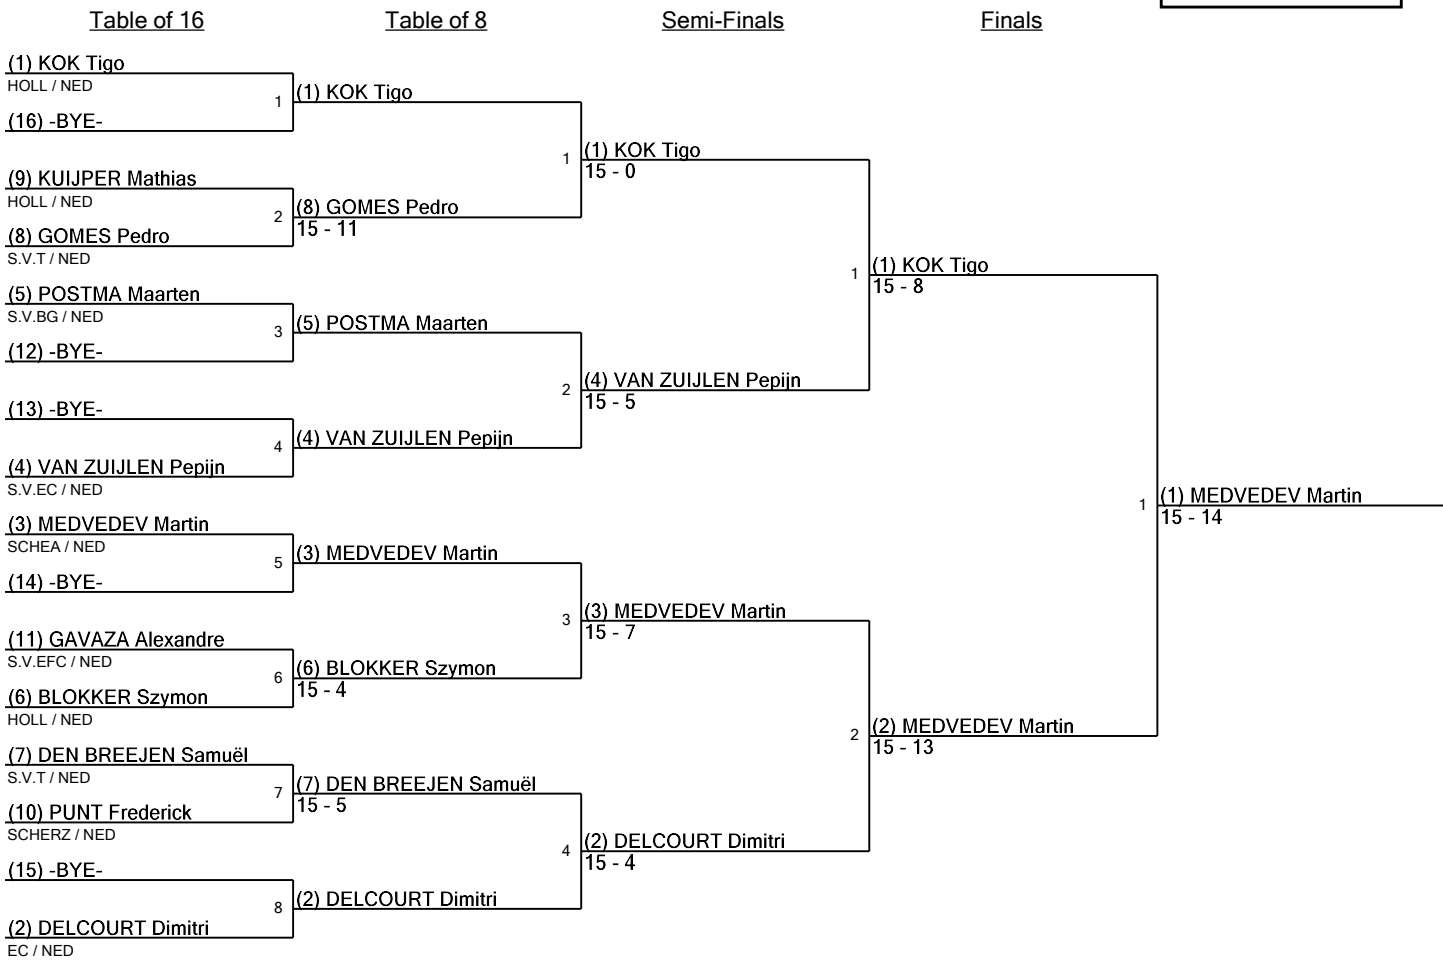 Table of 16
Table of 8
Semi-Finals
Finals
(1) KOK Tigo
HOLL / NED
(16) -BYE-
(9) KUIJPER Mathias
HOLL / NED
(8) GOMES Pedro
S.V.T / NED
(5) POSTMA Maarten
S.V.BG / NED
(12) -BYE-
(13) -BYE-
(4) VAN ZUIJLEN Pepijn
S.V.EC / NED
(3) MEDVEDEV Martin
SCHEA / NED
(14) -BYE-
(11) GAVAZA Alexandre
S.V.EFC / NED
(6) BLOKKER Szymon
HOLL / NED
(7) DEN BREEJEN Samuël
S.V.T / NED
(10) PUNT Frederick
SCHERZ / NED
(15) -BYE-
(2) DELCOURT Dimitri
EC / NED
1 (1) KOK Tigo
2 (8) GOMES Pedro
15 - 11
3 (5) POSTMA Maarten
4 (4) VAN ZUIJLEN Pepijn
5 (3) MEDVEDEV Martin
6 (6) BLOKKER Szymon
15 - 4
7 (7) DEN BREEJEN Samuël
15 - 5
8 (2) DELCOURT Dimitri
1 (1) KOK Tigo
15 - 0
2 (4) VAN ZUIJLEN Pepijn
15 - 5
3 (3) MEDVEDEV Martin
15 - 7
4 (2) DELCOURT Dimitri
15 - 4
1 (1) KOK Tigo
15 - 8
2 (2) MEDVEDEV Martin
15 - 13
1 (1) MEDVEDEV Martin
15 - 14